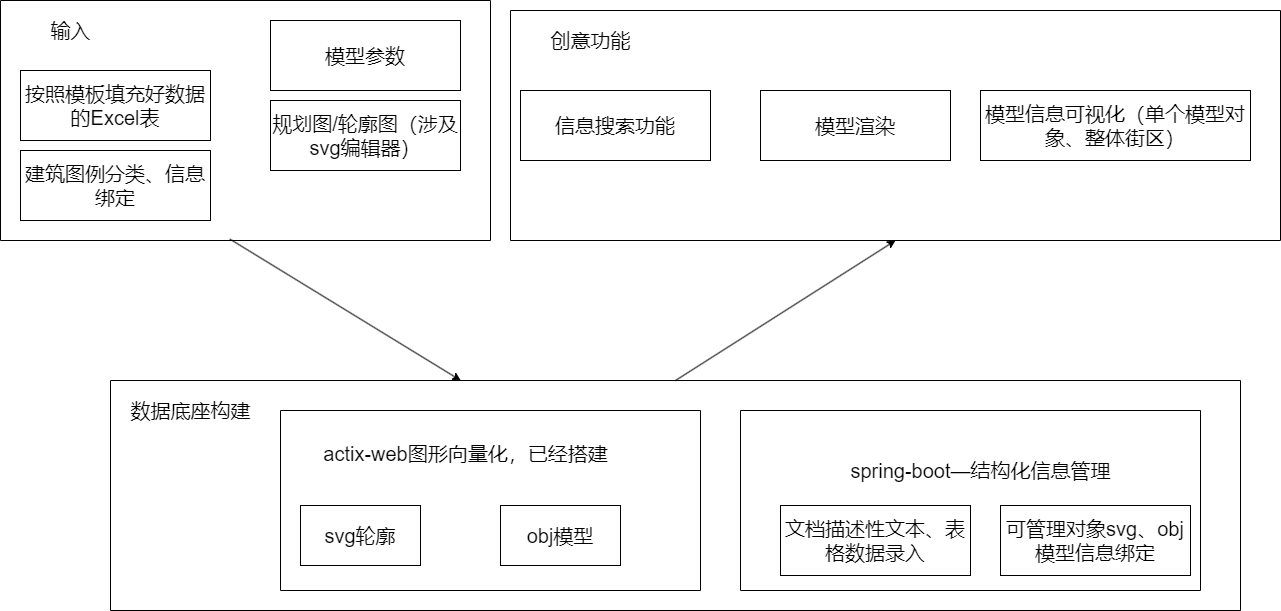 输入
模型参数
按照模板填充好数据
的Excel表
规划图/轮廓图（涉及
svg编辑器）
建筑图例分类、信息
绑定
创意功能
信息搜索功能
模型渲染
模型信息可视化（单个模型对
象、整体街区）
数据底座构建
actix-web图形向量化，已经搭建
svg轮廓
obj模型
spring-boot—结构化信息管理
文档描述性文本、表
格数据录入
可管理对象svg、obj
模型信息绑定